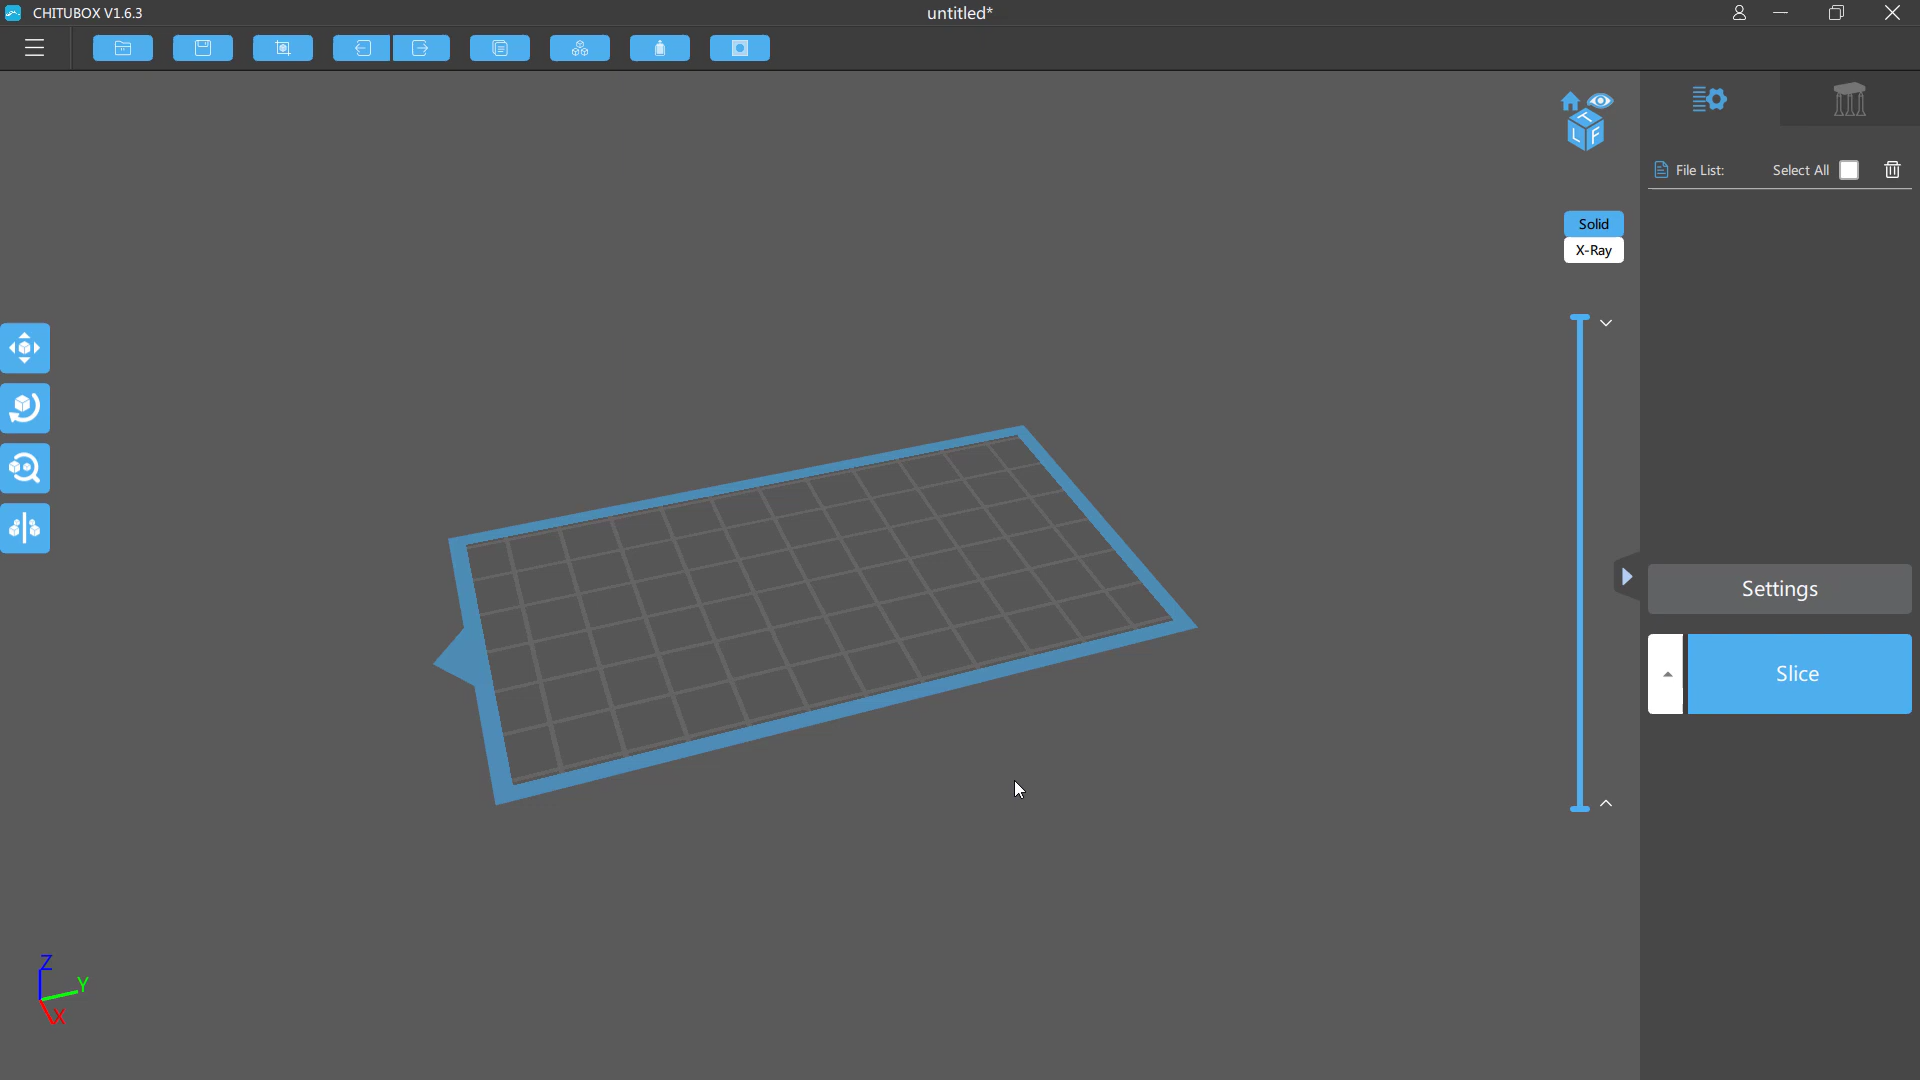 CHITUBOX V1.6.3
untitled*
T
L F
File List:
Select All
Solid
X-Ray
Settings
Slice
Z
Y
X